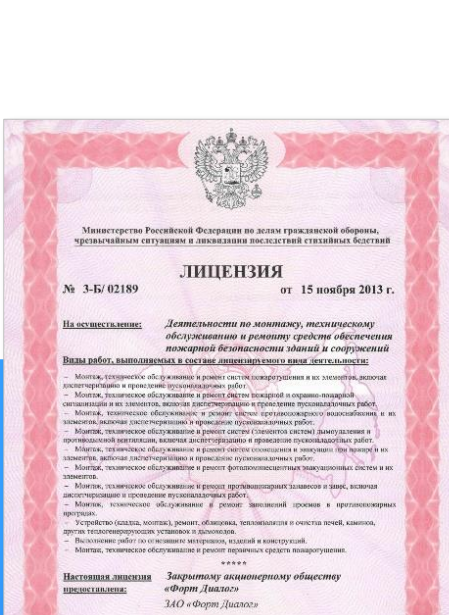 Министерство Российской Федерации по делам гражданской обороны,
чрезвычайным ситуациям и ликвидации последствий стихийных бедствий
ЛИЦЕНЗИЯ
№ 3-Б/ 02189 от 15 ноября 2013 г.
На осуществление: Деятельности по монтажу, техническому
обслуживанию и ремонту средств обеспечения
пожарной безопасности зданий и сооружений
Виды работ, выполняемых в составе лицензируемого вида деятельности:
– Монтаж, техническое обслуживание и ремонт систем пожаротушения и их элементов, включая
диспетчеризацию и проведение пусконаладочных работ.
– Монтаж, техническое обслуживание и ремонт систем пожарной и охранно-пожарной
сигнализации и их элементов, включая диспетчеризацию и проведение пусконаладочных работ.
– Монтаж, техническое обслуживание и ремонт систем противопожарного водоснабжения и их
элементов, включая диспетчеризацию и проведение пусконаладочных работ.
– Монтаж, техническое обслуживание и ремонт систем (элементов систем) дымоудаления и
противодымной вентиляции, включая диспетчеризацию и проведение пусконаладочных работ.
– Монтаж, техническое обслуживание и ремонт систем оповещения и эвакуации при пожаре и их
элементов, включая диспетчеризацию и проведение пусконаладочных работ.
– Монтаж, техническое обслуживание и ремонт фотолюминесцентных эвакуационных систем и их
элементов.
– Монтаж, техническое обслуживание и ремонт противопожарных занавесов и завес, включая
диспетчеризацию и проведение пусконаладочных работ.
– Монтаж, техническое обслуживание и ремонт заполнений проемов в противопожарных
преградах.
– Устройство (кладка, монтаж), ремонт, облицовка, теплоизоляция и очистка печей, каминов,
других теплогенерирующих установок и дымоходов.
– Выполнение работ по огнезащите материалов, изделий и конструкций.
– Монтаж, техническое обслуживание и ремонт первичных средств пожаротушения.
*****
Настоящая лицензия Закрытому акционерному обществу
предоставлена: «Форт Диалог»
ЗАО «Форт Диалог»